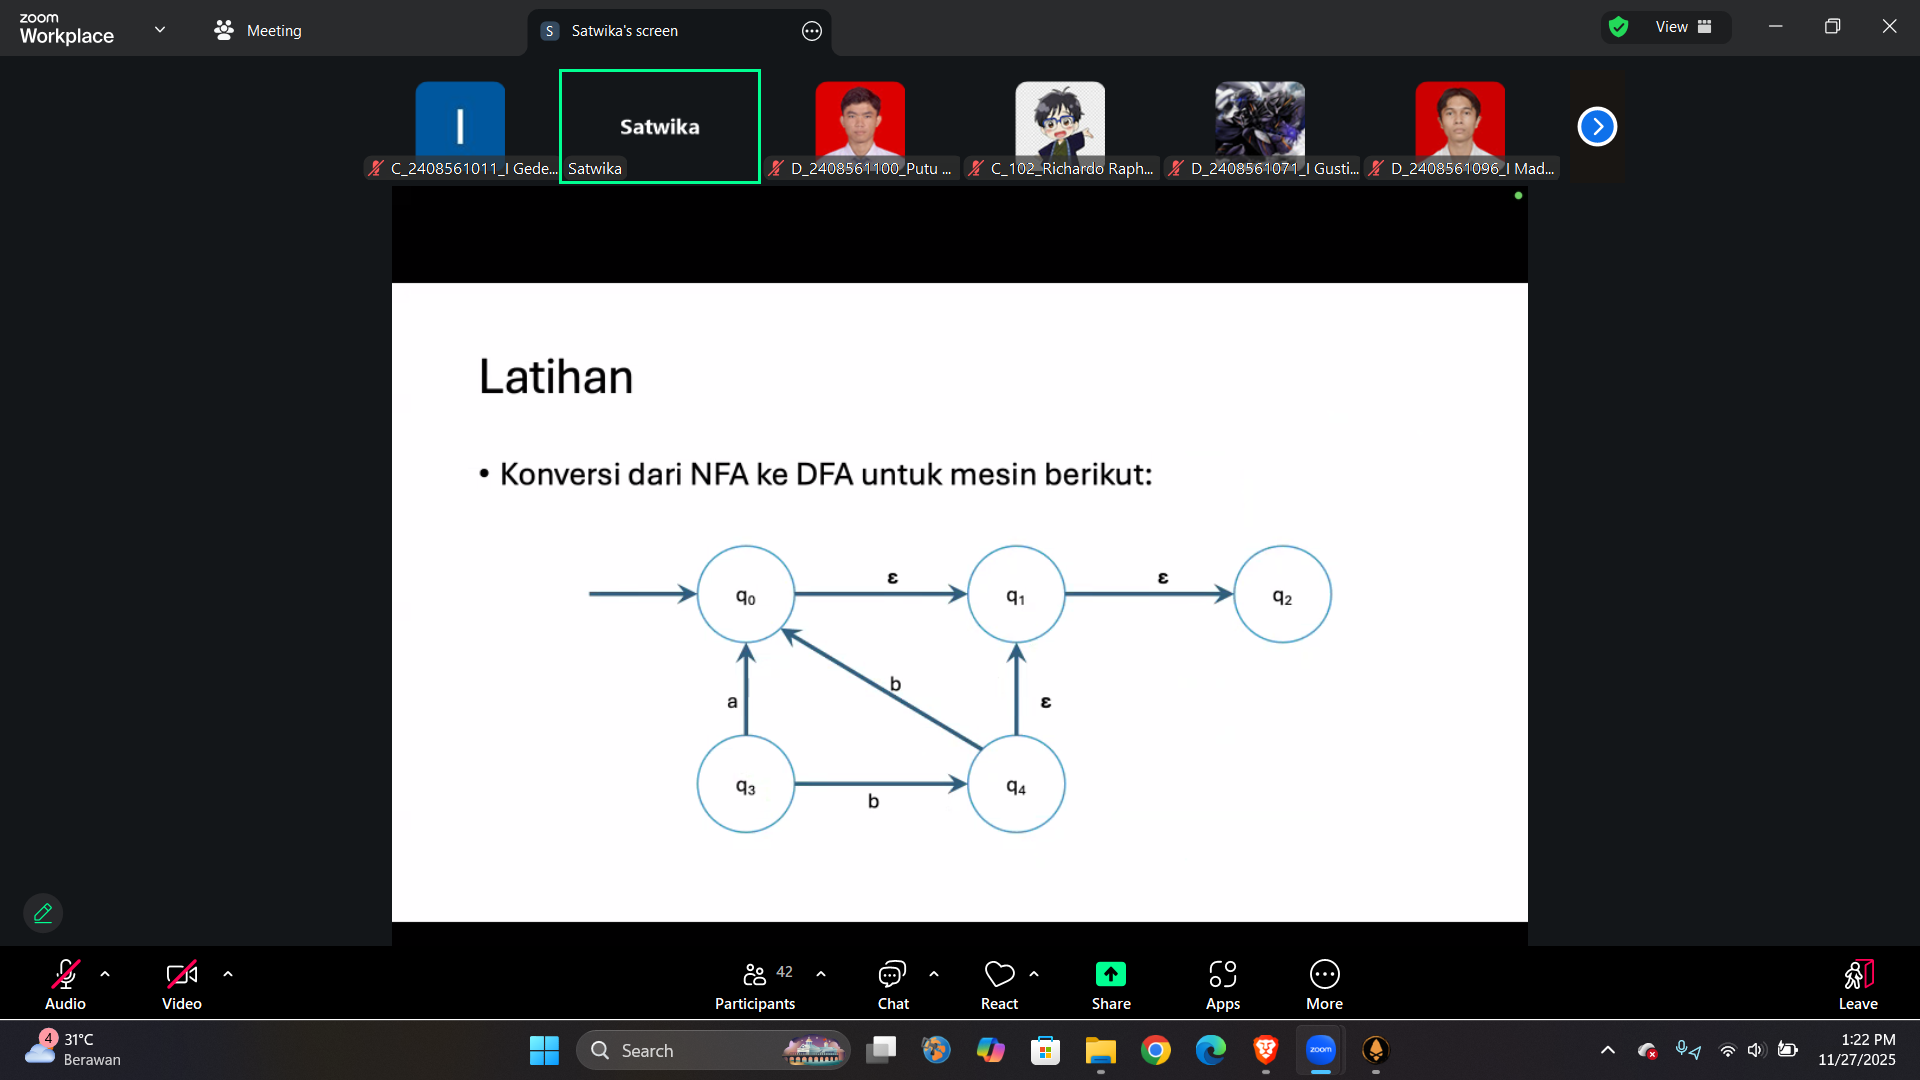 zoom
Workplace
Meeting
S Satwika's screen
View
I
Satwika
C_2408561011_I Gede...
Satwika
D_2408561100_Putu ...
C_102_Richardo Raph...
D_2408561071_I Gusti...
D_2408561096_I Mad...
Latihan
• Konversi dari NFA ke DFA untuk mesin berikut:
q₀
ε
q₁
ε
q₂
a
b
ε
q₃
b
q₄
Audio
Video
42
Participants
Chat
React
Share
Apps
More
Leave
4
31°C
Berawan
Search
zoom
1:22 PM
11/27/2025